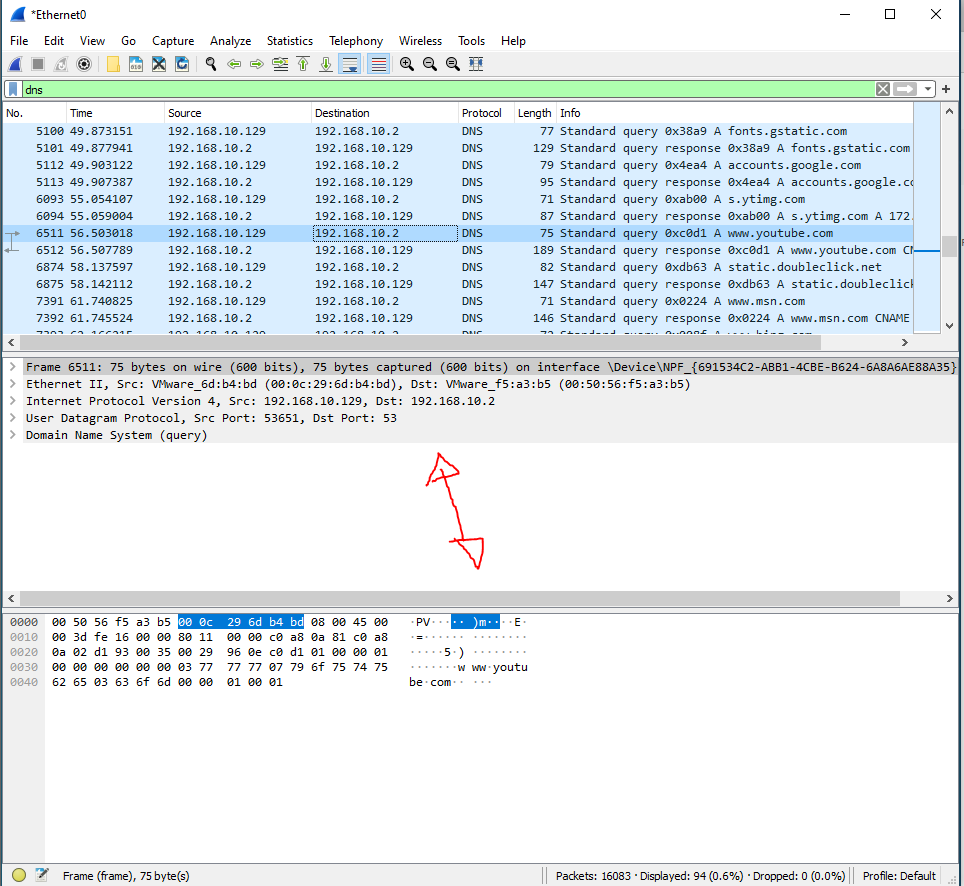 *Ethernet0
File Edit View Go Capture Analyze Statistics Telephony Wireless Tools Help
dns
No. Time Source Destination Protocol Length Info
5100 49.873151 192.168.10.129 192.168.10.2 DNS 77 Standard query 0x38a9 A fonts.gstatic.com
5101 49.877941 192.168.10.2 192.168.10.129 DNS 129 Standard query response 0x38a9 A fonts.gstatic.com
5112 49.903122 192.168.10.129 192.168.10.2 DNS 79 Standard query 0x4ea4 A accounts.google.com
5113 49.907387 192.168.10.2 192.168.10.129 DNS 95 Standard query response 0x4ea4 A accounts.google.co
6093 55.054107 192.168.10.129 192.168.10.2 DNS 71 Standard query 0xab00 A s.ytimg.com
6094 55.059004 192.168.10.2 192.168.10.129 DNS 87 Standard query response 0xab00 A s.ytimg.com A 172.
6511 56.503018 192.168.10.129 192.168.10.2 DNS 75 Standard query 0xc0d1 A www.youtube.com
6512 56.507789 192.168.10.2 192.168.10.129 DNS 189 Standard query response 0xc0d1 A www.youtube.com CN
6874 58.137597 192.168.10.129 192.168.10.2 DNS 82 Standard query 0xdb63 A static.doubleclick.net
6875 58.142112 192.168.10.2 192.168.10.129 DNS 147 Standard query response 0xdb63 A static.doubleclick
7391 61.740825 192.168.10.129 192.168.10.2 DNS 71 Standard query 0x0224 A www.msn.com
7392 61.745524 192.168.10.2 192.168.10.129 DNS 146 Standard query response 0x0224 A www.msn.com CNAME
Frame 6511: 75 bytes on wire (600 bits), 75 bytes captured (600 bits) on interface \Device\NPF_{691534C2-ABB1-4CBE-B624-6A8A6AE88A35}
Ethernet II, Src: VMware_6d:b4:bd (00:0c:29:6d:b4:bd), Dst: VMware_f5:a3:b5 (00:50:56:f5:a3:b5)
Internet Protocol Version 4, Src: 192.168.10.129, Dst: 192.168.10.2
User Datagram Protocol, Src Port: 53651, Dst Port: 53
Domain Name System (query)
0000 00 50 56 f5 a3 b5 00 0c 29 6d b4 bd 08 00 45 00 ·PV····· )m····E·
0010 00 3d fe 16 00 00 80 11 00 00 c0 a8 0a 81 c0 a8 ·=······ ········
0020 0a 02 d1 93 00 35 00 29 96 0e c0 d1 01 00 00 01 ·····5·) ········
0030 00 00 00 00 00 00 03 77 77 77 07 79 6f 75 74 75 ·······w ww·youtu
0040 62 65 03 63 6f 6d 00 00 01 00 01 be·com·· ···
Frame (frame), 75 byte(s) Packets: 16083 · Displayed: 94 (0.6%) · Dropped: 0 (0.0%) Profile: Default